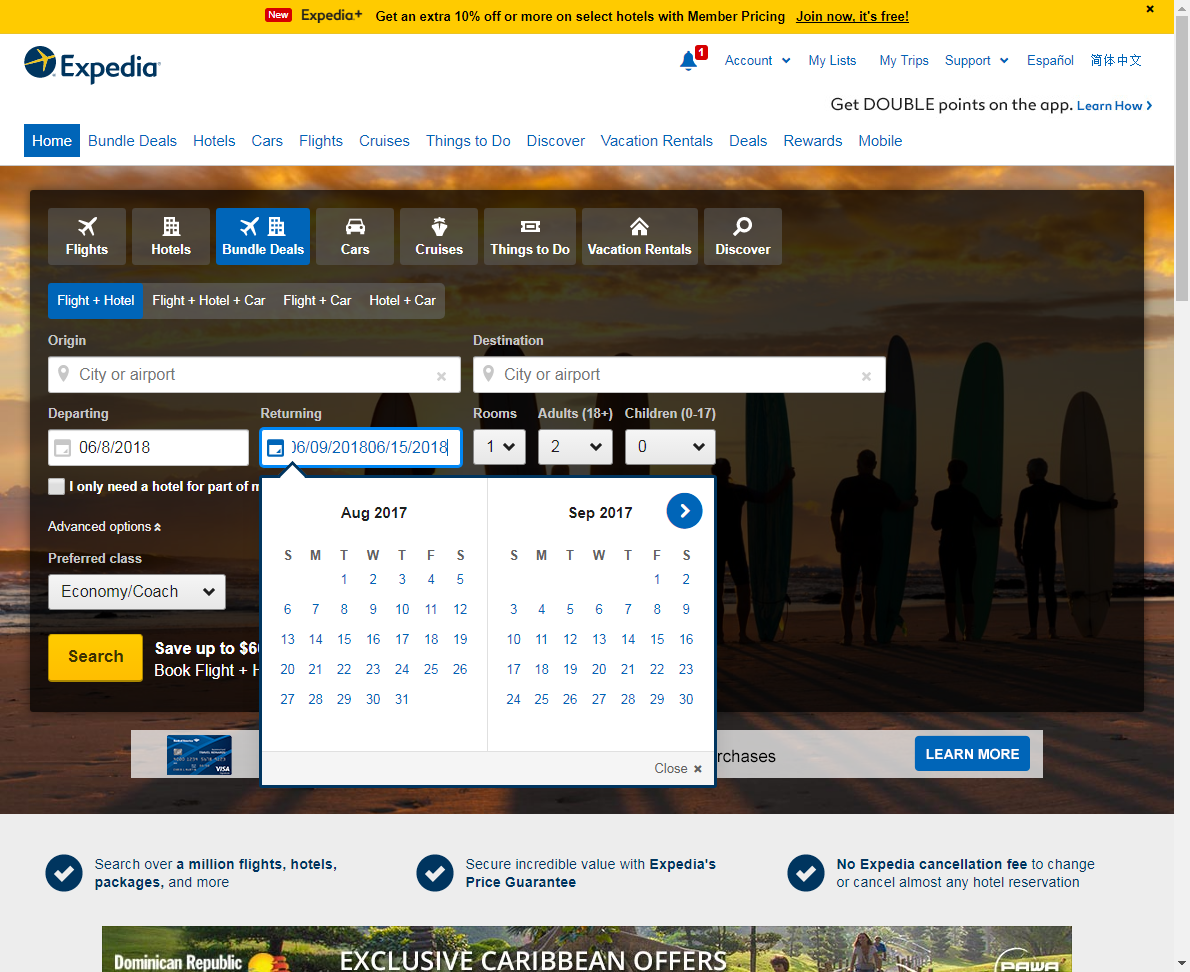 New Expedia+ Get an extra 10% off or more on select hotels with Member Pricing Join now, it's free! ×
Expedia
1 Account My Lists My Trips Support Español 简体中文
Get DOUBLE points on the app. Learn How
Home Bundle Deals Hotels Cars Flights Cruises Things to Do Discover Vacation Rentals Deals Rewards Mobile
Flights Hotels Bundle Deals Cars Cruises Things to Do Vacation Rentals Discover
Flight + Hotel Flight + Hotel + Car Flight + Car Hotel + Car
Origin Destination
City or airport × City or airport ×
Departing Returning Rooms Adults (18+) Children (0-17)
06/8/2018 06/09/201806/15/2018 1 2 0
I only need a hotel for part of m
Advanced options
Preferred class
Economy/Coach
Search
Save up to $6
Book Flight + H
Aug 2017
S M T W T F S
1 2 3 4 5
6 7 8 9 10 11 12
13 14 15 16 17 18 19
20 21 22 23 24 25 26
27 28 29 30 31
Sep 2017
S M T W T F S
1 2
3 4 5 6 7 8 9
10 11 12 13 14 15 16
17 18 19 20 21 22 23
24 25 26 27 28 29 30
Close ×
VISA
rchases
LEARN MORE
Search over a million flights, hotels,
packages, and more
Secure incredible value with Expedia's
Price Guarantee
No Expedia cancellation fee to change
or cancel almost any hotel reservation
Dominican Republic EXCLUSIVE CARIBBEAN OFFERS PAWA